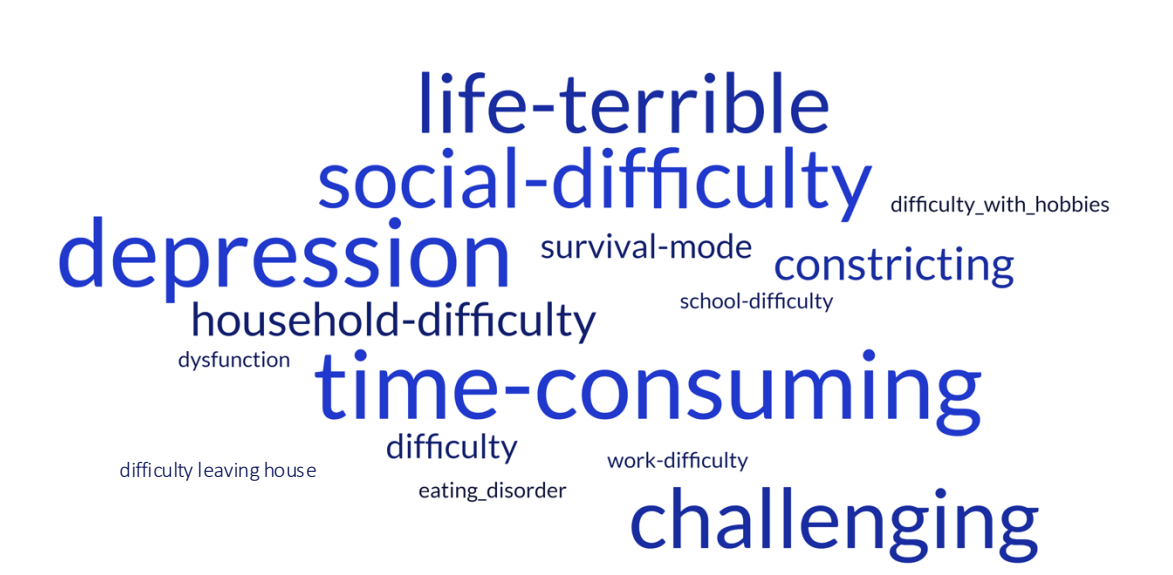 life-terrible
social-difficulty
difficulty_with_hobbies
depression
survival-mode
constricting
school-difficulty
household-difficulty
dysfunction
time-consuming
difficulty
work-difficulty
difficulty leaving house
eating_disorder
challenging